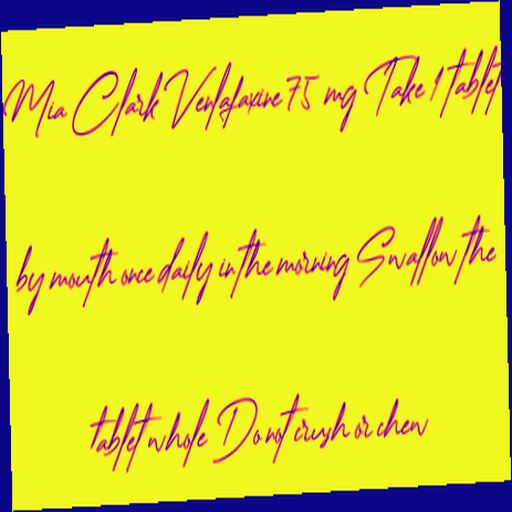 Mia Clark Venlafaxine 75 mg Take 1 tablet
by mouth once daily in the morning Swallow the
tablet whole Do not crush or chew